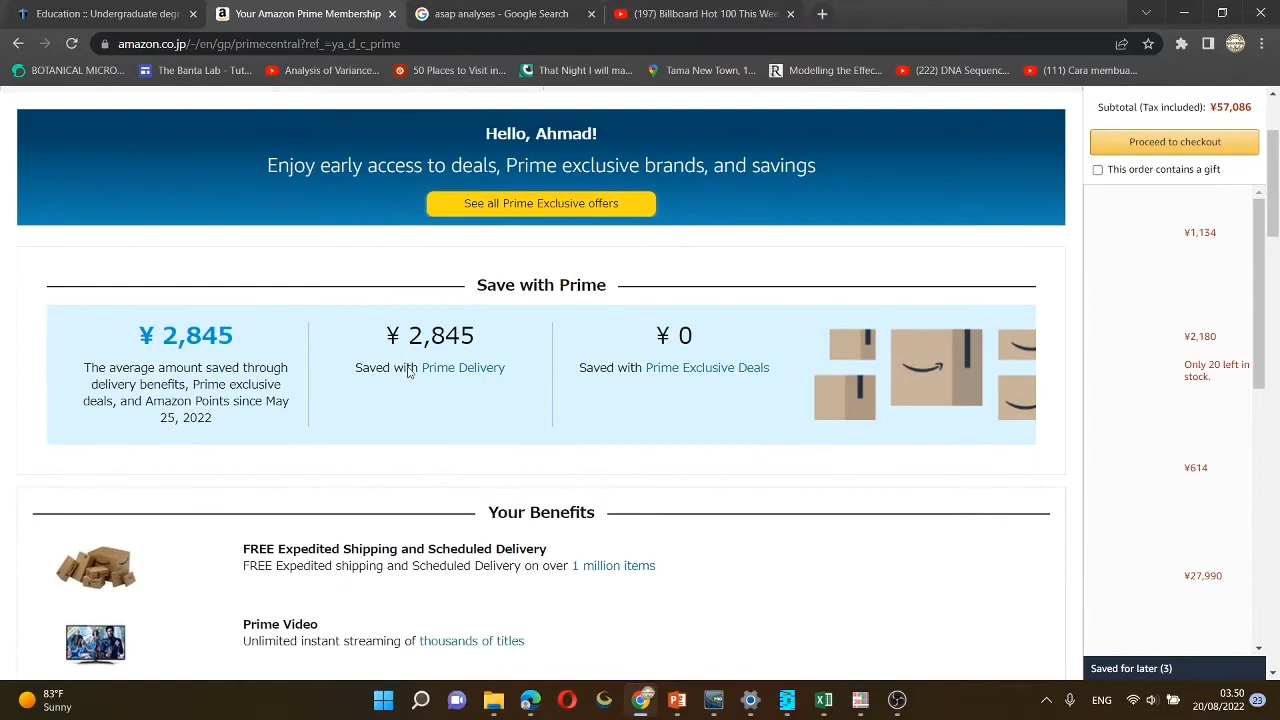 Education :: Undergraduate deg
Your Amazon Prime Membership
asap analyses - Google Search
(197) Billboard Hot 100 This We
amazon.co.jp/-/en/gp/primecentral?ref_=ya_d_c_prime
BOTANICAL MICRO...
The Banta Lab - Tut...
Analysis of Variance...
50 Places to Visit in...
That Night I will ma...
Tama New Town, 1...
Modelling the Effec...
(222) DNA Sequenc...
(111) Cara membua...
Hello, Ahmad!
Enjoy early access to deals, Prime exclusive brands, and savings
See all Prime Exclusive offers
Save with Prime
¥ 2,845
The average amount saved through
delivery benefits, Prime exclusive
deals, and Amazon Points since May
25, 2022
¥ 2,845
Saved with Prime Delivery
¥ 0
Saved with Prime Exclusive Deals
Your Benefits
FREE Expedited Shipping and Scheduled Delivery
FREE Expedited shipping and Scheduled Delivery on over 1 million items
Prime Video
Unlimited instant streaming of thousands of titles
Subtotal (Tax included): ¥57,086
Proceed to checkout
This order contains a gift
¥1,134
¥2,180
Only 20 left in
stock.
¥614
¥27,990
Saved for later (3)
83°F
Sunny
ENG
03.50
20/08/2022
23